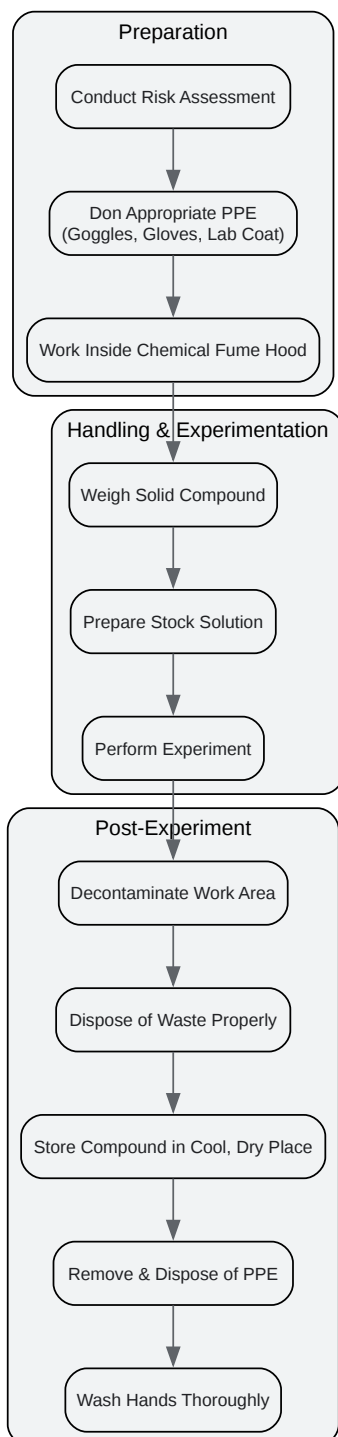 Preparation
Conduct Risk Assessment
Don Appropriate PPE
(Goggles, Gloves, Lab Coat)
Work Inside Chemical Fume Hood
Handling & Experimentation
Weigh Solid Compound
Prepare Stock Solution
Perform Experiment
Post-Experiment
Decontaminate Work Area
Dispose of Waste Properly
Store Compound in Cool, Dry Place
Remove & Dispose of PPE
Wash Hands Thoroughly